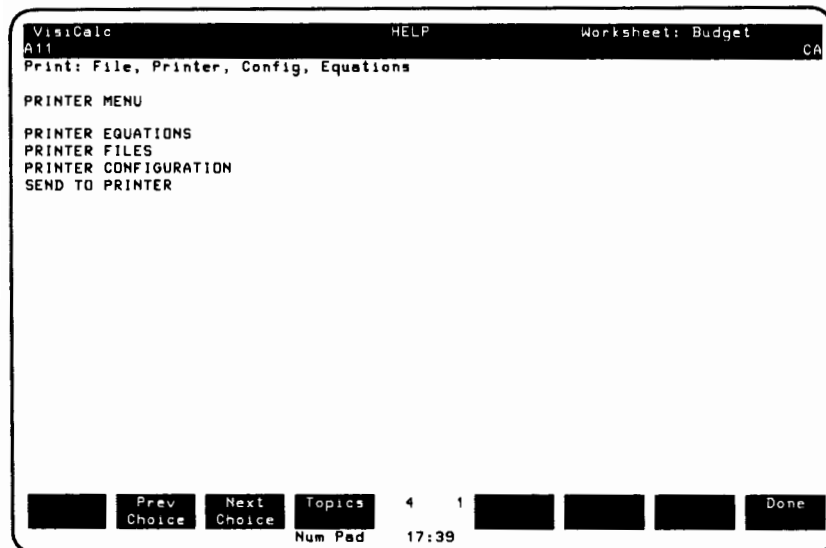 VisiCalc HELP Worksheet: Budget
A11 CA
Print: File, Printer, Config, Equations
PRINTER MENU
PRINTER EQUATIONS
PRINTER FILES
PRINTER CONFIGURATION
SEND TO PRINTER
Prev Choice Next Choice Topics 4 1 Done
Num Pad 17:39